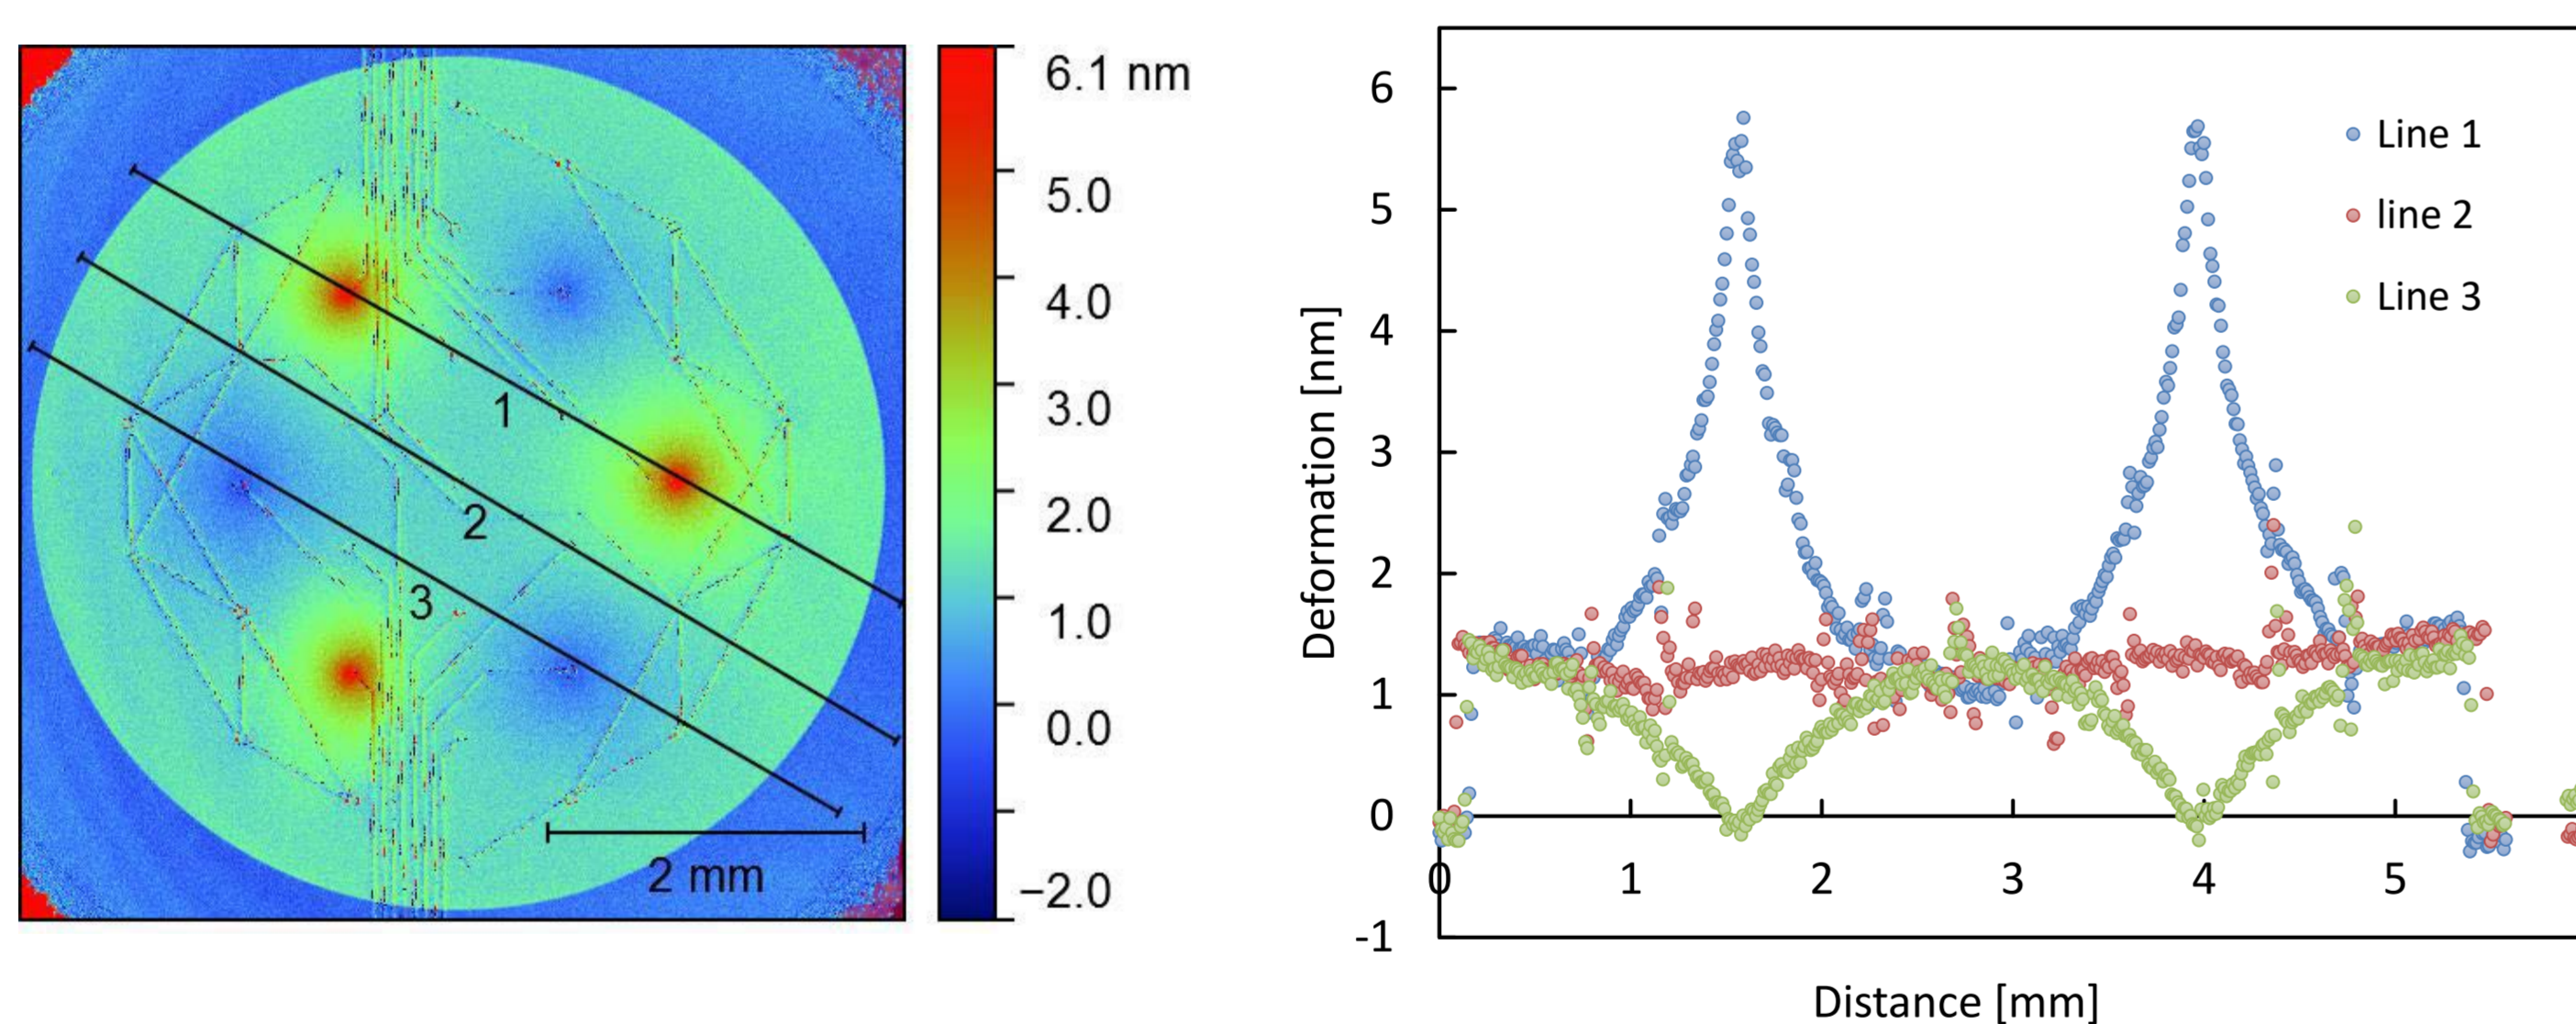 6.1 nm
5.0
4.0
3.0
2.0
1.0
0.0
−2.0
1
2
3
2 mm
6
5
4
3
2
1
0
-1
Deformation [nm]
Line 1
line 2
Line 3
0 1 2 3 4 5
Distance [mm]